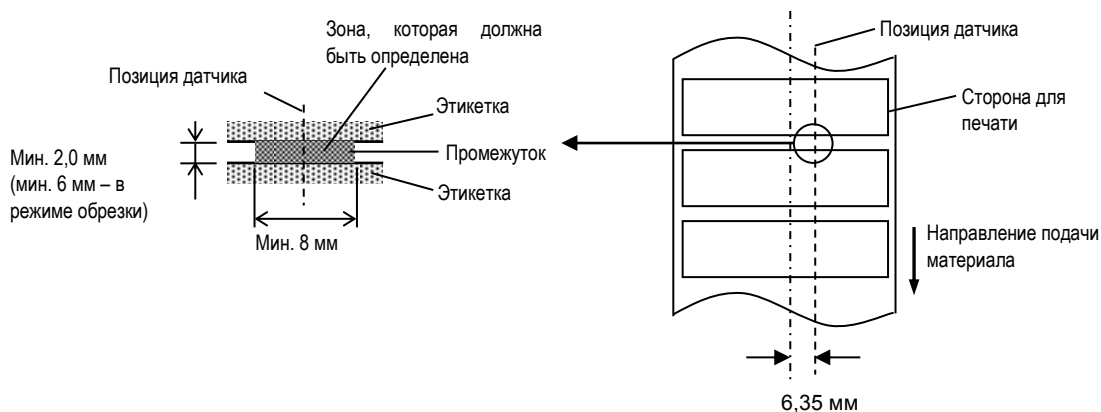 Зона, которая должна
быть определена
Позиция датчика
Этикетка
Промежуток
Этикетка
Мин. 2,0 мм
(мин. 6 мм – в
режиме обрезки)
Мин. 8 мм
Позиция датчика
Сторона для
печати
Направление подачи
материала
6,35 мм